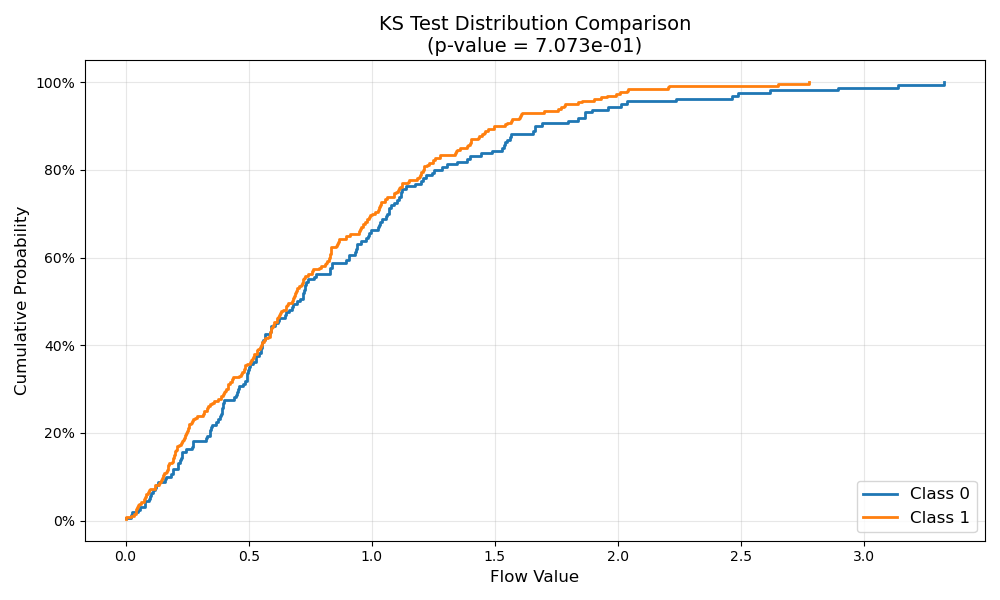 KS Test Distribution Comparison
(p-value = 7.073e-01)
Cumulative Probability
100%
80%
60%
40%
20%
0%
Class 0
Class 1
0.0 0.5 1.0 1.5 2.0 2.5 3.0
Flow Value